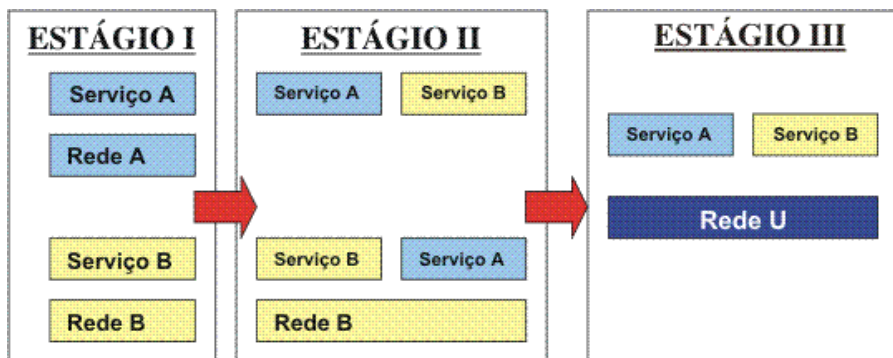 ESTÁGIO I
Serviço A
Rede A
Serviço B
Rede B
ESTÁGIO II
Serviço A
Serviço B
Serviço B
Serviço A
Rede B
ESTÁGIO III
Serviço A
Serviço B
Rede U